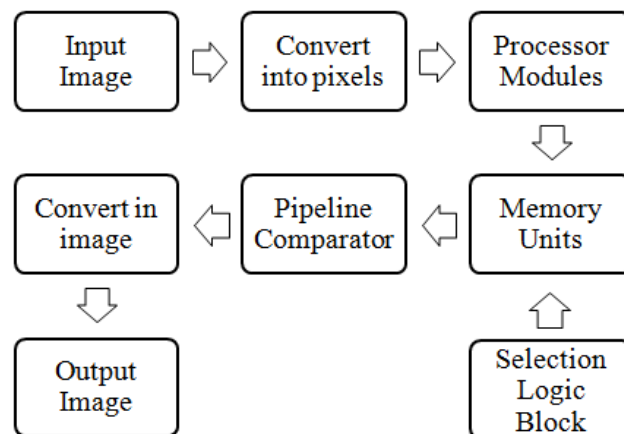 Input
Image
Convert
into pixels
Processor
Modules
Convert in
image
Pipeline
Comparator
Memory
Units
Output
Image
Selection
Logic
Block